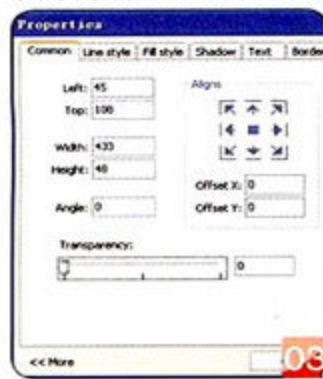 Properties
Common Line style Fill style Shadow Text Border
Left: 45
Aligns
Top: 108
Width: 433
Height: 48
Offset X: 0
Angle: 0
Offset Y: 0
Transparency:
0
<< More
03